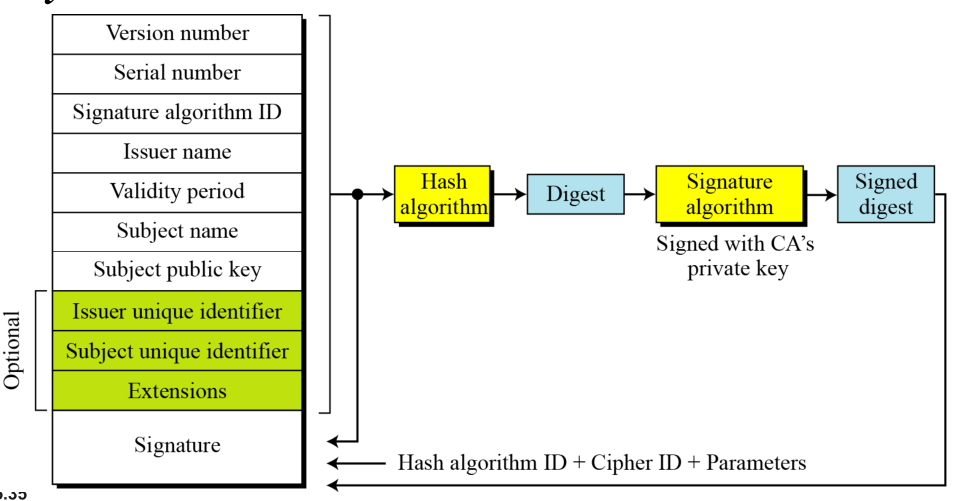 Version number
Serial number
Signature algorithm ID
Issuer name
Validity period
Subject name
Subject public key
Optional
Issuer unique identifier
Subject unique identifier
Extensions
Signature
Hash
algorithm
Digest
Signature
algorithm
Signed
digest
Signed with CA's
private key
Hash algorithm ID + Cipher ID + Parameters